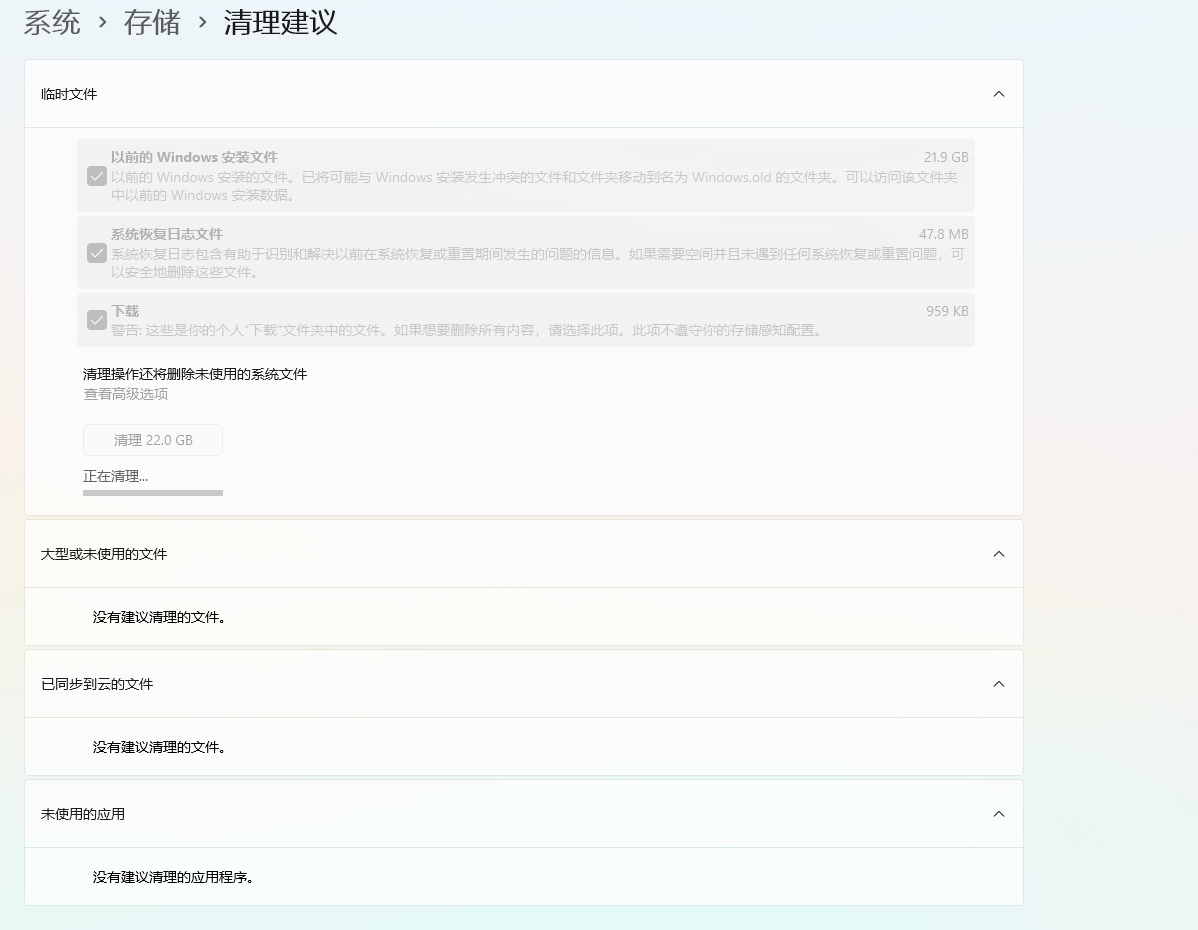 系统 › 存储 › 清理建议
临时文件
以前的 Windows 安装文件 21.9 GB
以前的 Windows 安装的文件。已将可能与 Windows 安装发生冲突的文件和文件夹移动到名为 Windows.old 的文件夹。可以访问该文件夹
中以前的 Windows 安装数据。
系统恢复日志文件 47.8 MB
系统恢复日志包含有助于识别和解决以前在系统恢复或重置期间发生的问题的信息。如果需要空间并且未遇到任何系统恢复或重置问题，可
以安全地删除这些文件。
下载 959 KB
警告: 这些是你的个人“下载”文件夹中的文件。如果想要删除所有内容，请选择此项。此项不遵守你的存储感知配置。
清理操作还将删除未使用的系统文件
查看高级选项
清理 22.0 GB
正在清理...
大型或未使用的文件
没有建议清理的文件。
已同步到云的文件
没有建议清理的文件。
未使用的应用
没有建议清理的应用程序。